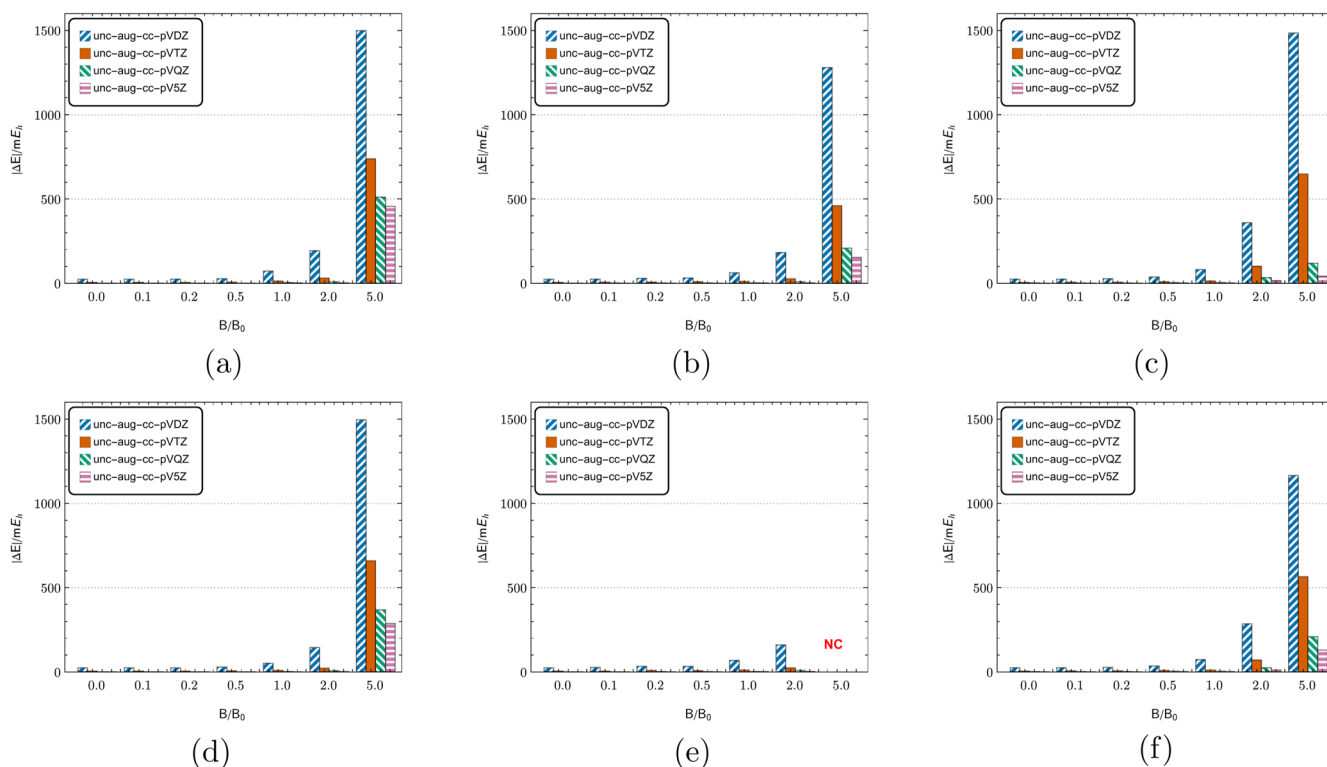 1500
1000
500
0
|ΔE|/mE_h
unc-aug-cc-pVDZ
unc-aug-cc-pVTZ
unc-aug-cc-pVQZ
unc-aug-cc-pV5Z
0.0 0.1 0.2 0.5 1.0 2.0 5.0
B/B₀
(a)
1500
1000
500
0
|ΔE|/mE_h
unc-aug-cc-pVDZ
unc-aug-cc-pVTZ
unc-aug-cc-pVQZ
unc-aug-cc-pV5Z
0.0 0.1 0.2 0.5 1.0 2.0 5.0
B/B₀
(b)
1500
1000
500
0
|ΔE|/mE_h
unc-aug-cc-pVDZ
unc-aug-cc-pVTZ
unc-aug-cc-pVQZ
unc-aug-cc-pV5Z
0.0 0.1 0.2 0.5 1.0 2.0 5.0
B/B₀
(c)
1500
1000
500
0
|ΔE|/mE_h
unc-aug-cc-pVDZ
unc-aug-cc-pVTZ
unc-aug-cc-pVQZ
unc-aug-cc-pV5Z
0.0 0.1 0.2 0.5 1.0 2.0 5.0
B/B₀
(d)
1500
1000
500
0
|ΔE|/mE_h
unc-aug-cc-pVDZ
unc-aug-cc-pVTZ
unc-aug-cc-pVQZ
unc-aug-cc-pV5Z
NC
0.0 0.1 0.2 0.5 1.0 2.0 5.0
B/B₀
(e)
1500
1000
500
0
|ΔE|/mE_h
unc-aug-cc-pVDZ
unc-aug-cc-pVTZ
unc-aug-cc-pVQZ
unc-aug-cc-pV5Z
0.0 0.1 0.2 0.5 1.0 2.0 5.0
B/B₀
(f)